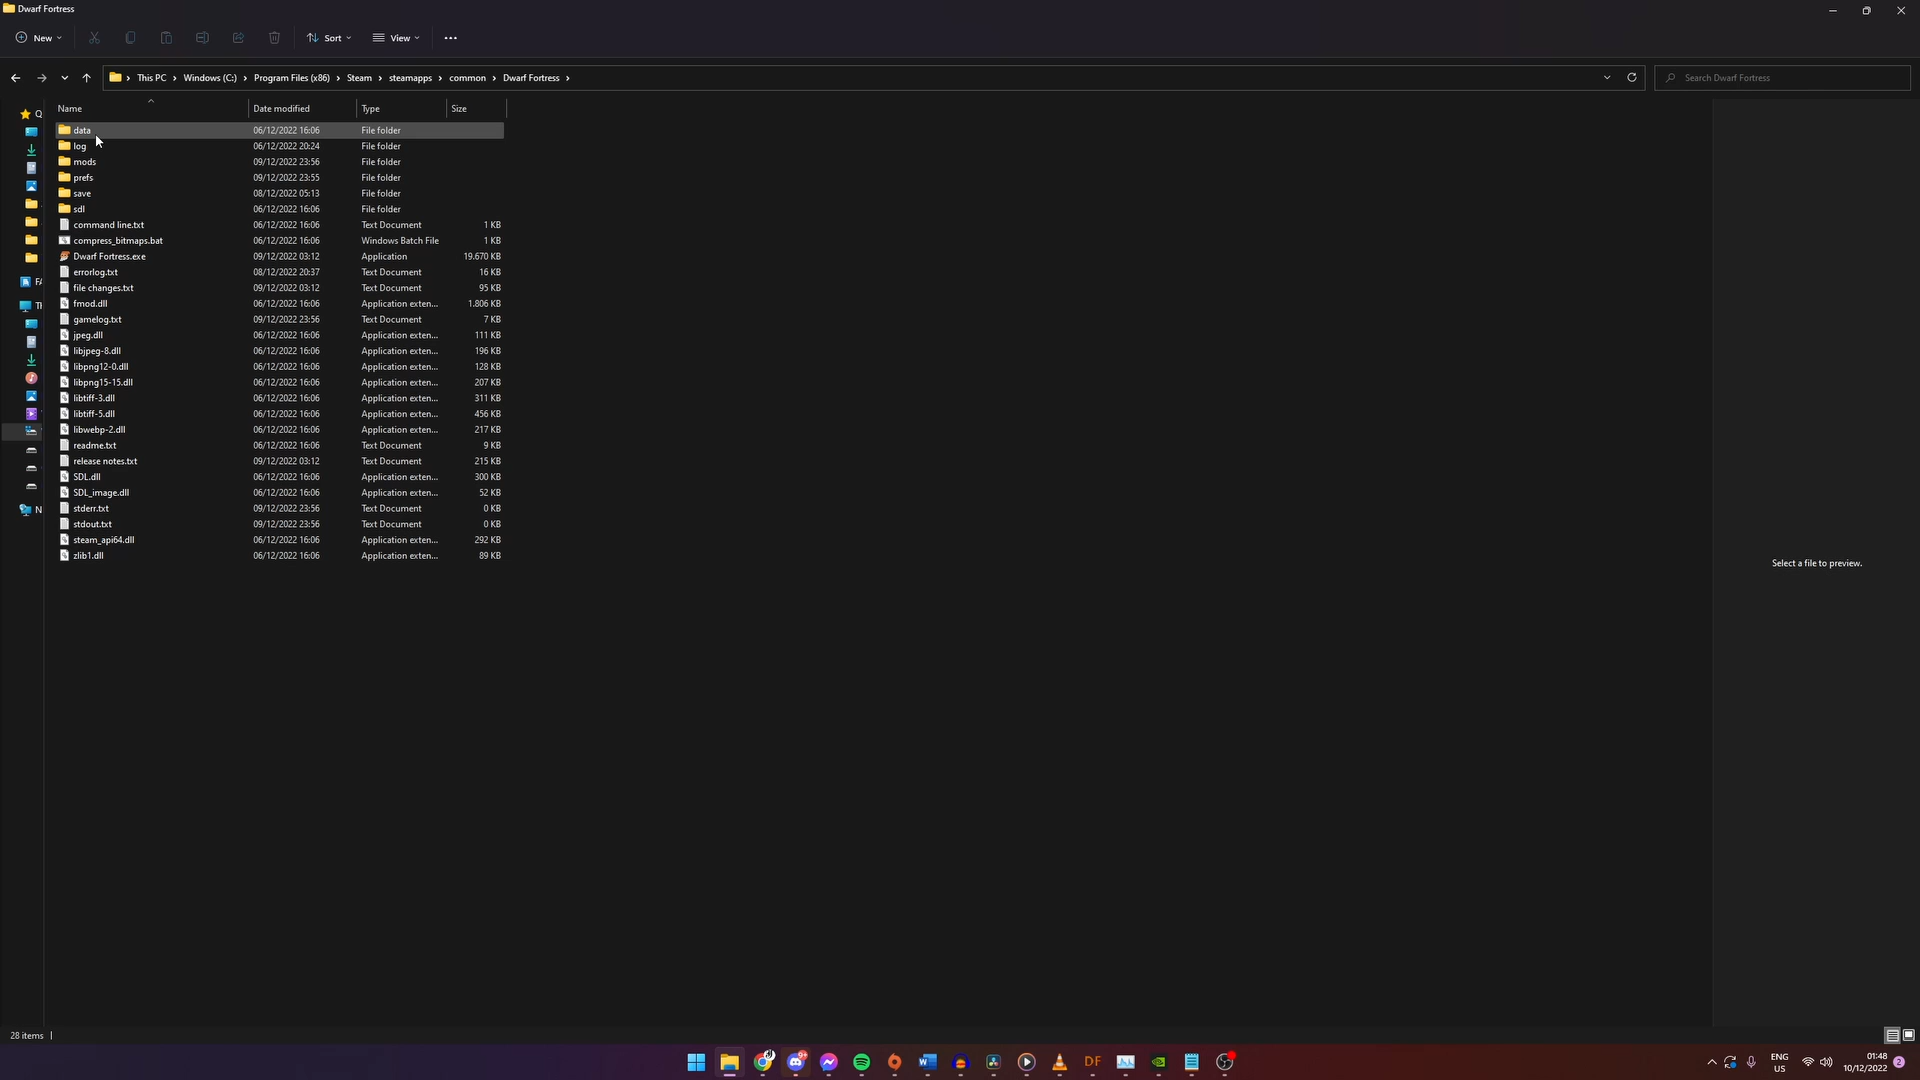 Dwarf Fortress
New
Sort
View
This PC > Windows (C:) > Program Files (x86) > Steam > steamapps > common > Dwarf Fortress >
Search Dwarf Fortress
Name Date modified Type Size
data 06/12/2022 16:06 File folder
log 06/12/2022 20:24 File folder
mods 09/12/2022 23:56 File folder
prefs 09/12/2022 23:55 File folder
save 08/12/2022 05:13 File folder
sdl 06/12/2022 16:06 File folder
command line.txt 06/12/2022 16:06 Text Document 1 KB
compress_bitmaps.bat 06/12/2022 16:06 Windows Batch File 1 KB
Dwarf Fortress.exe 09/12/2022 03:12 Application 19.670 KB
errorlog.txt 08/12/2022 20:37 Text Document 16 KB
file changes.txt 09/12/2022 03:12 Text Document 95 KB
fmod.dll 06/12/2022 16:06 Application exten... 1.806 KB
gamelog.txt 09/12/2022 23:56 Text Document 7 KB
jpeg.dll 06/12/2022 16:06 Application exten... 111 KB
libjpeg-8.dll 06/12/2022 16:06 Application exten... 196 KB
libpng12-0.dll 06/12/2022 16:06 Application exten... 128 KB
libpng15-15.dll 06/12/2022 16:06 Application exten... 207 KB
libtiff-3.dll 06/12/2022 16:06 Application exten... 311 KB
libtiff-5.dll 06/12/2022 16:06 Application exten... 456 KB
libwebp-2.dll 06/12/2022 16:06 Application exten... 217 KB
readme.txt 06/12/2022 16:06 Text Document 9 KB
release notes.txt 09/12/2022 03:12 Text Document 215 KB
SDL.dll 06/12/2022 16:06 Application exten... 300 KB
SDL_image.dll 06/12/2022 16:06 Application exten... 52 KB
stderr.txt 09/12/2022 23:56 Text Document 0 KB
stdout.txt 09/12/2022 23:56 Text Document 0 KB
steam_api64.dll 06/12/2022 16:06 Application exten... 292 KB
zlib1.dll 06/12/2022 16:06 Application exten... 89 KB
Select a file to preview.
28 items
DF
ENG
US
01:48
10/12/2022
2